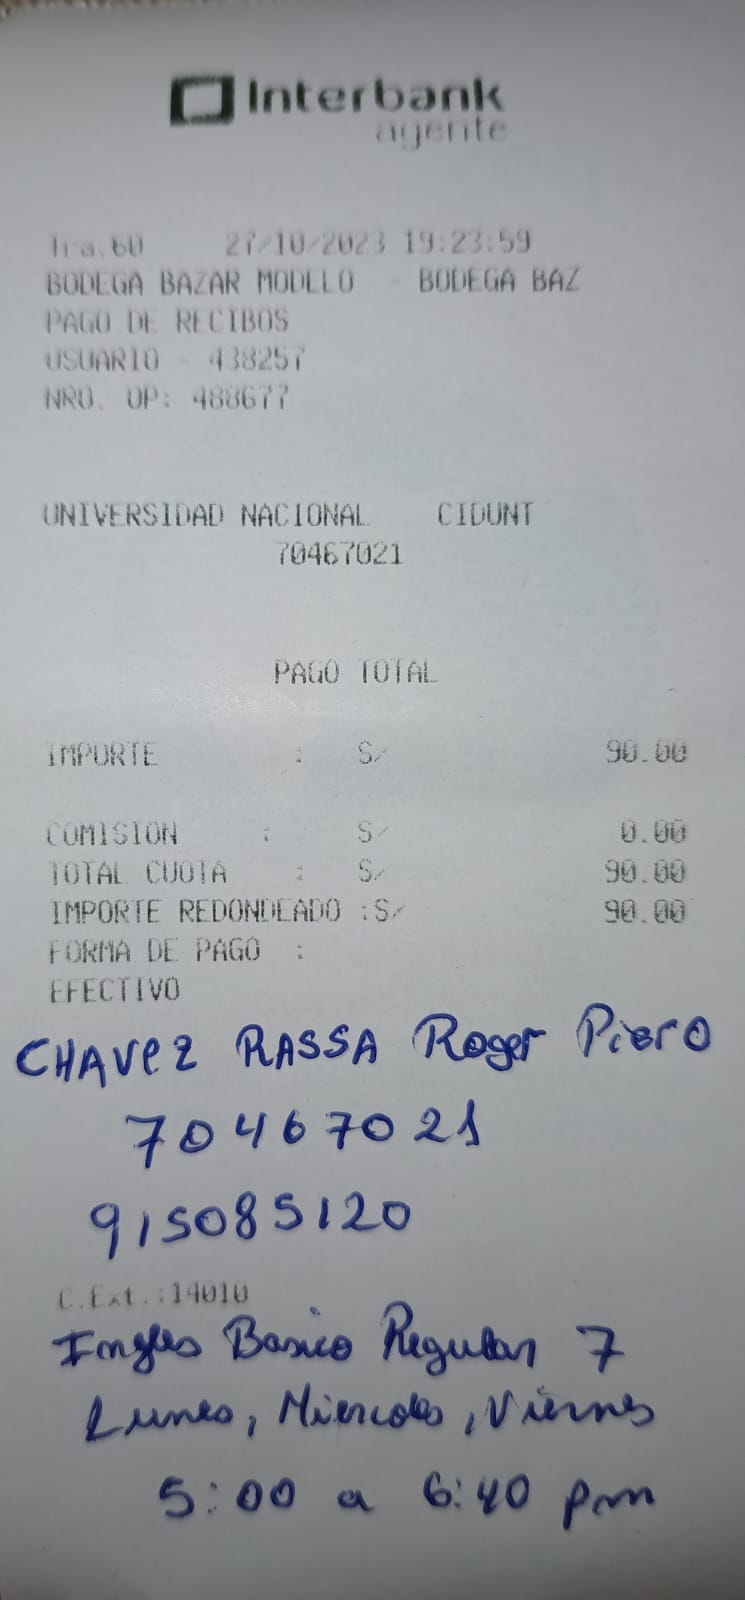 Interbank
agente
Tra.60 27/10/2023 19:23:59
BODEGA BAZAR MODELO - BODEGA BAZ
PAGO DE RECIBOS
USUARIO - 438257
NRO. OP: 488677
UNIVERSIDAD NACIONAL CIDUNT
70467021
PAGO TOTAL
IMPORTE : S/ 90.00
COMISION : S/ 0.00
TOTAL CUOTA : S/ 90.00
IMPORTE REDONDEADO :S/ 90.00
FORMA DE PAGO :
EFECTIVO
CHAVEZ RASSA Roger Piero
70467021
915085120
C.Ext.:14010
Ingles Basico Regular 7
Lunes, Miercoles, Viernes
5:00 a 6:40 pm